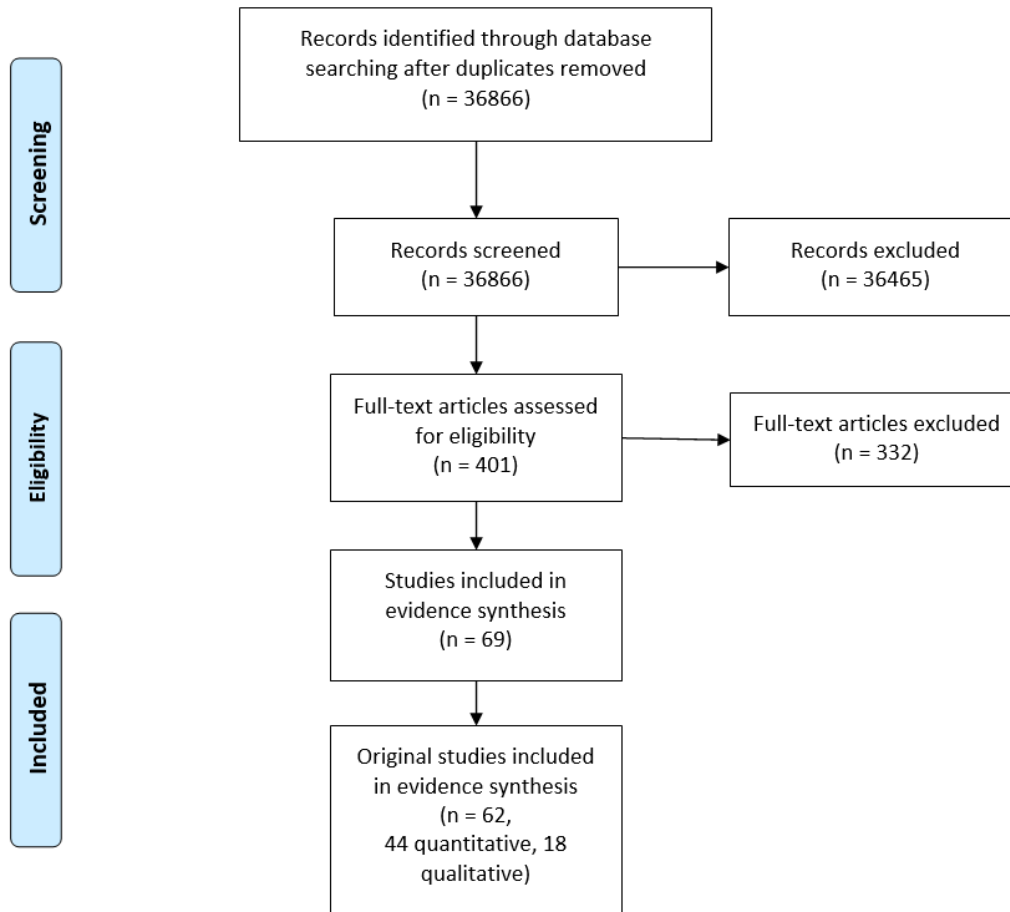 Screening
Records identified through database
searching after duplicates removed
(n = 36866)
Records screened
(n = 36866)
Records excluded
(n = 36465)
Eligibility
Full-text articles assessed
for eligibility
(n = 401)
Full-text articles excluded
(n = 332)
Studies included in
evidence synthesis
(n = 69)
Included
Original studies included
in evidence synthesis
(n = 62,
44 quantitative, 18
qualitative)